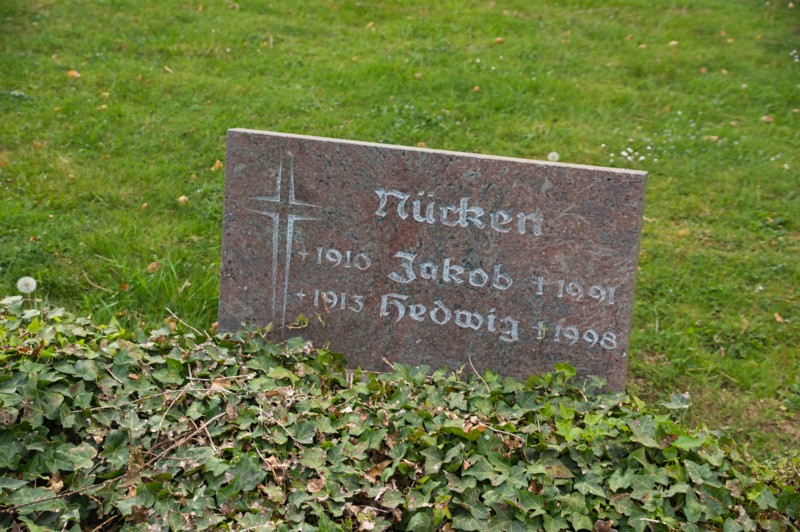 Nücken
* 1910 Jakob † 1991
* 1913 Hedwig † 1998